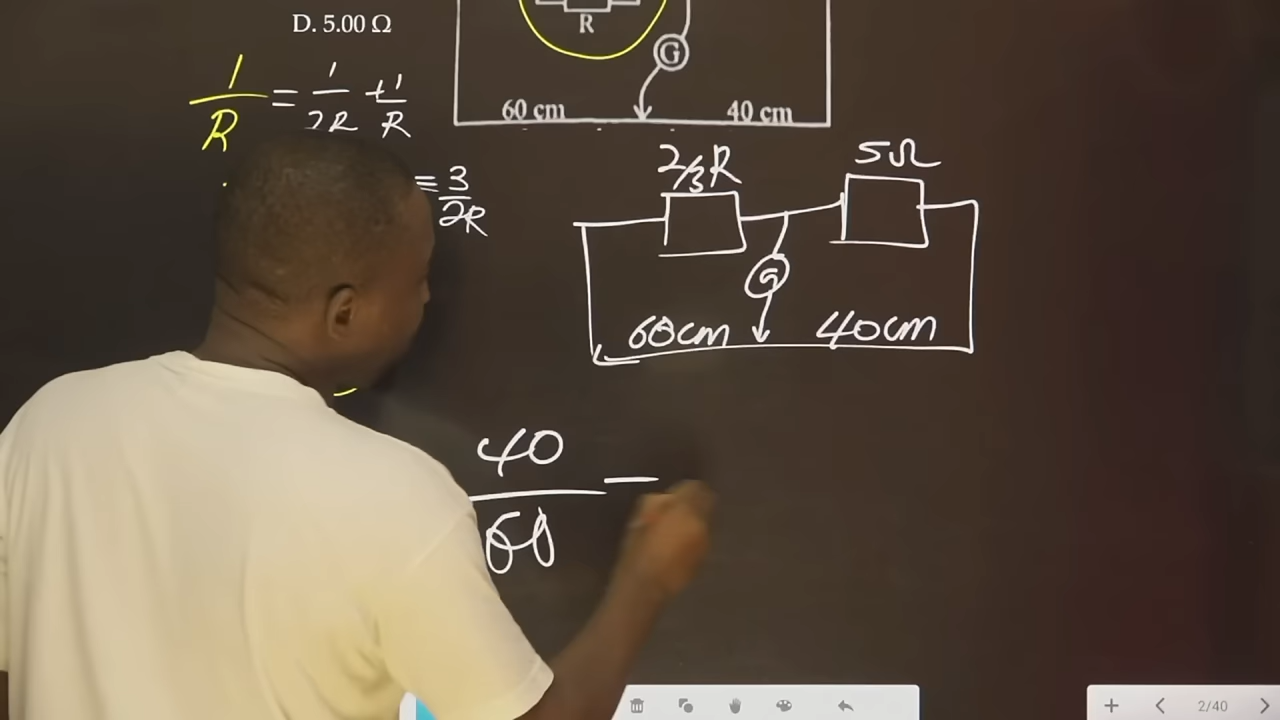 D. 5.00 Ω
R
G
60 cm 40 cm
1/R = 1/2R + 1/R
= 3/2R
2/3R 5Ω
G
60cm 40cm
40/60 =
2/40